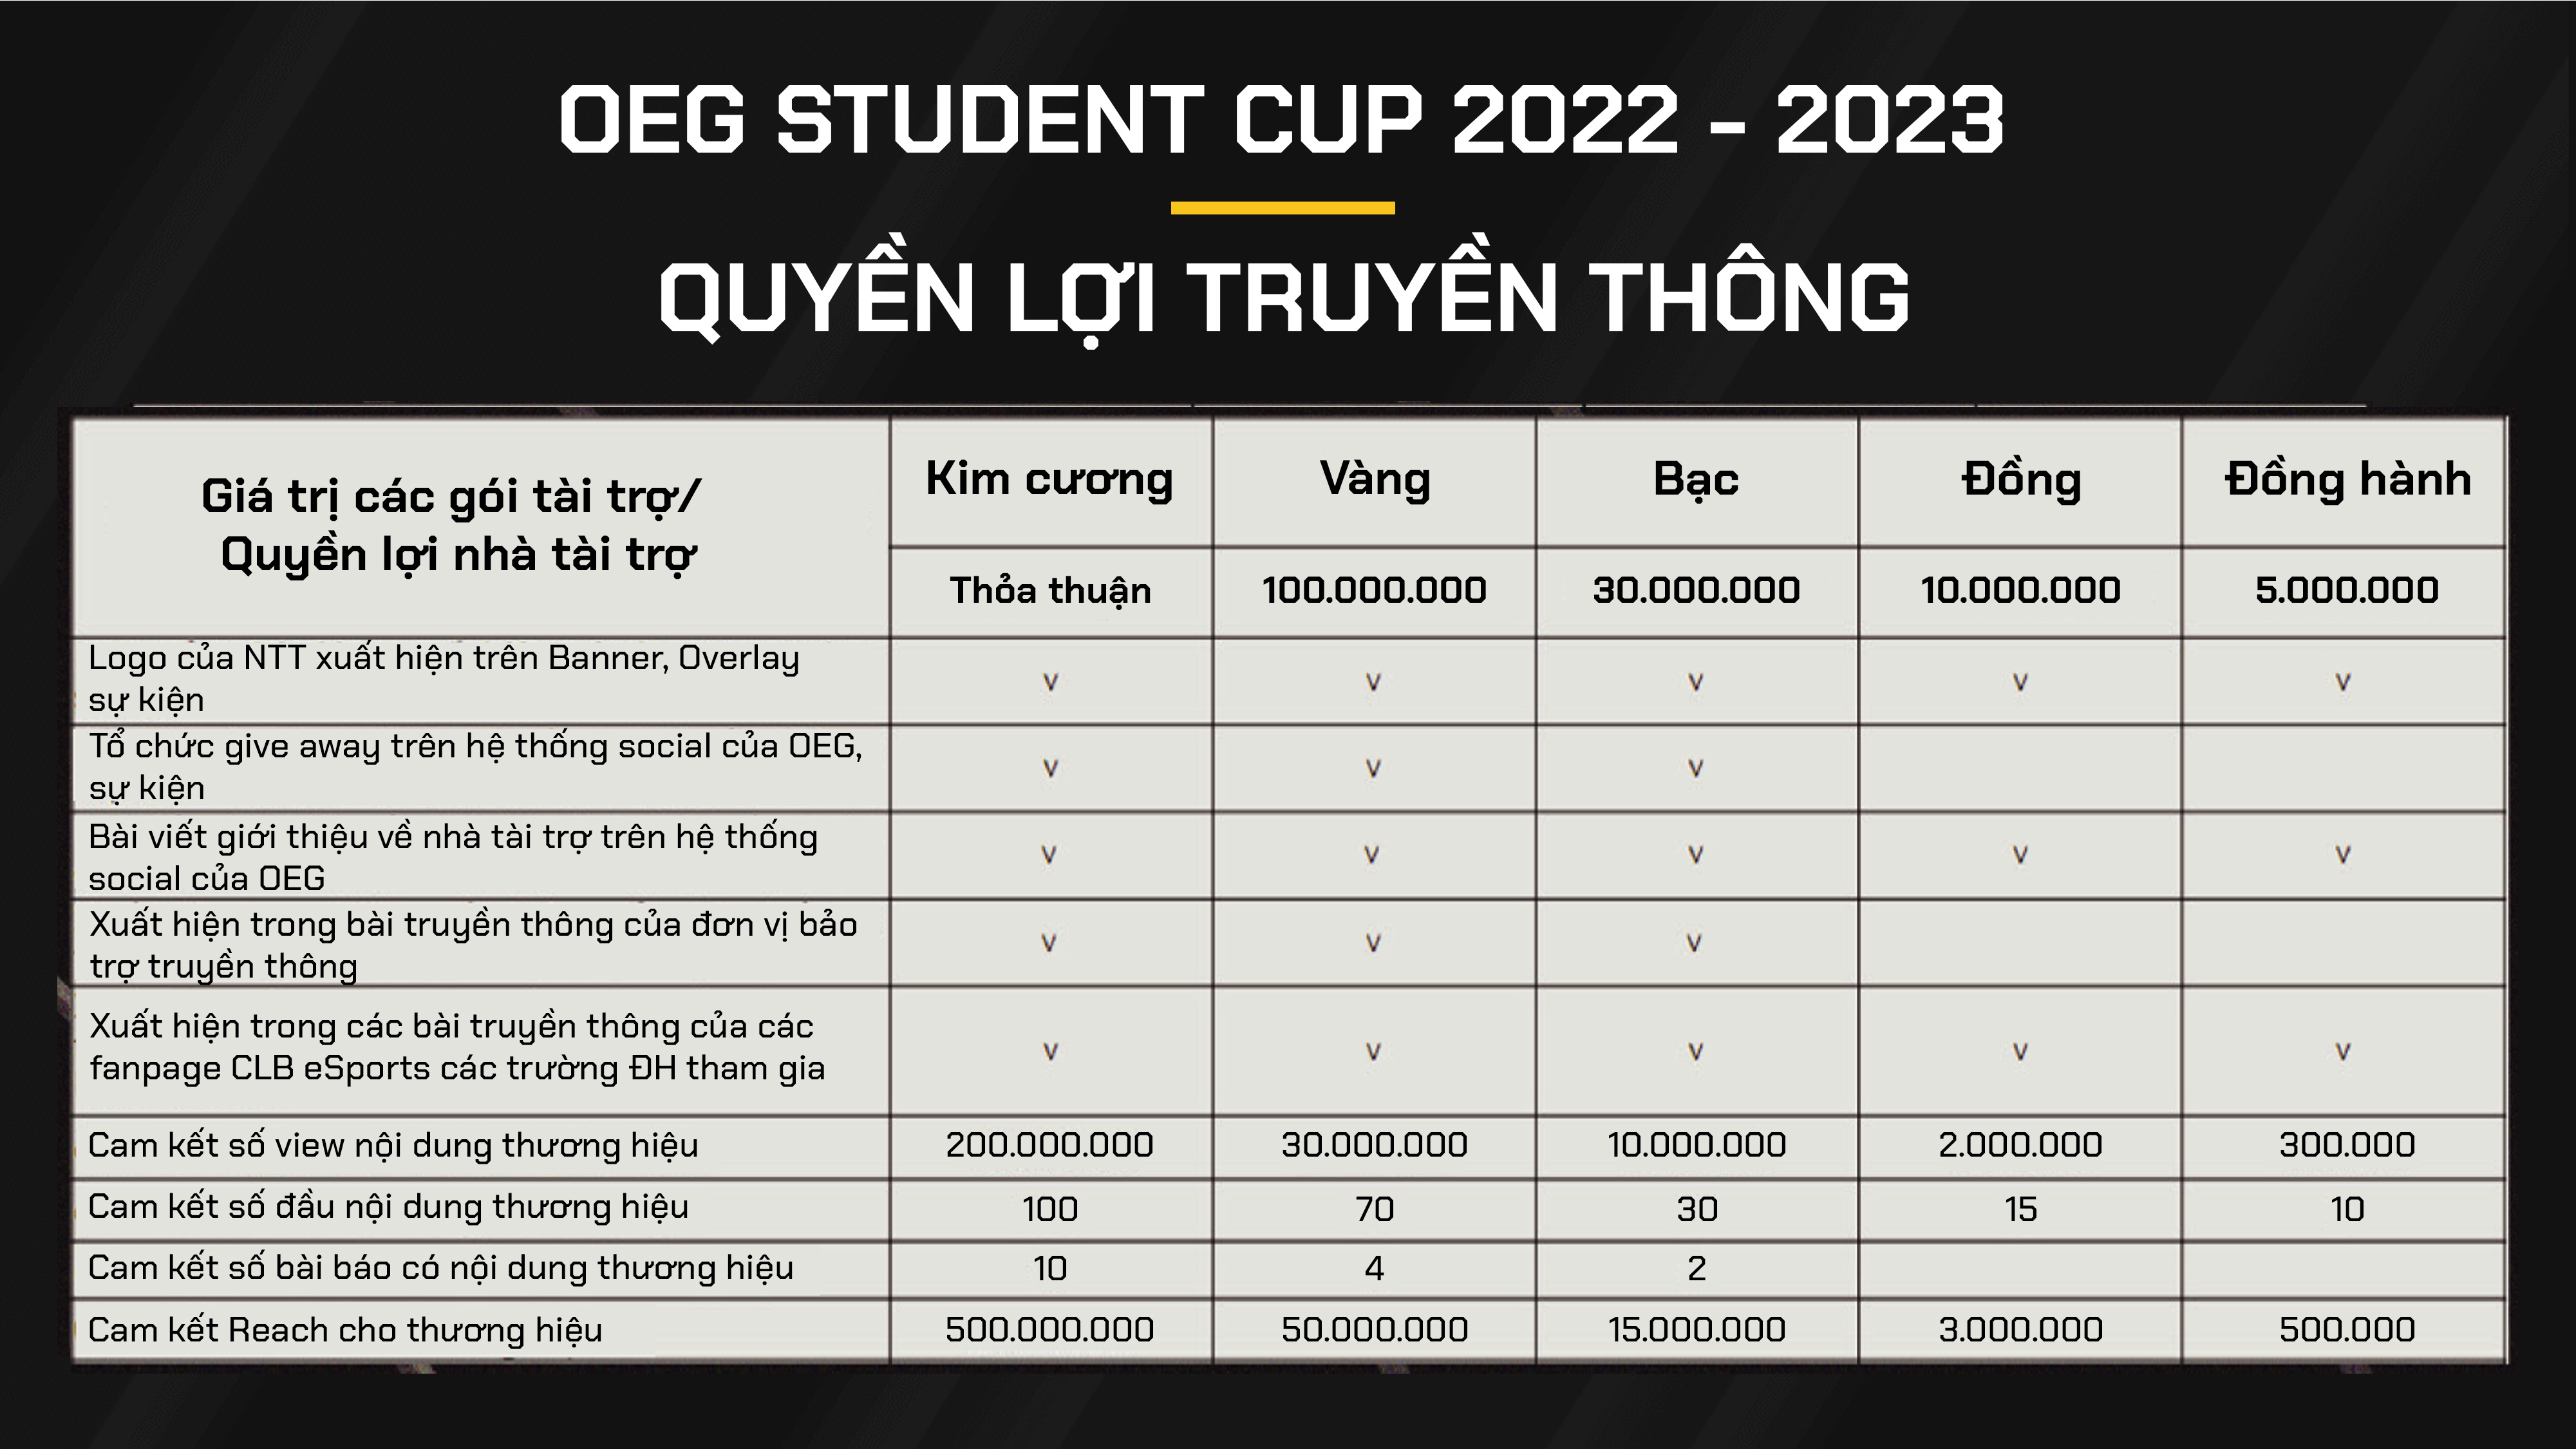 OEG STUDENT CUP 2022 - 2023
QUYỀN LỢI TRUYỀN THÔNG
Giá trị các gói tài trợ/
Quyền lợi nhà tài trợ
Kim cương Vàng Bạc Đồng Đồng hành
Thỏa thuận 100.000.000 30.000.000 10.000.000 5.000.000
Logo của NTT xuất hiện trên Banner, Overlay
sự kiện
v v v v v
Tổ chức give away trên hệ thống social của OEG,
sự kiện
v v v
Bài viết giới thiệu về nhà tài trợ trên hệ thống
social của OEG
v v v v v
Xuất hiện trong bài truyền thông của đơn vị bảo
trợ truyền thông
v v v
Xuất hiện trong các bài truyền thông của các
fanpage CLB eSports các trường ĐH tham gia
v v v v v
Cam kết số view nội dung thương hiệu 200.000.000 30.000.000 10.000.000 2.000.000 300.000
Cam kết số đầu nội dung thương hiệu 100 70 30 15 10
Cam kết số bài báo có nội dung thương hiệu 10 4 2
Cam kết Reach cho thương hiệu 500.000.000 50.000.000 15.000.000 3.000.000 500.000